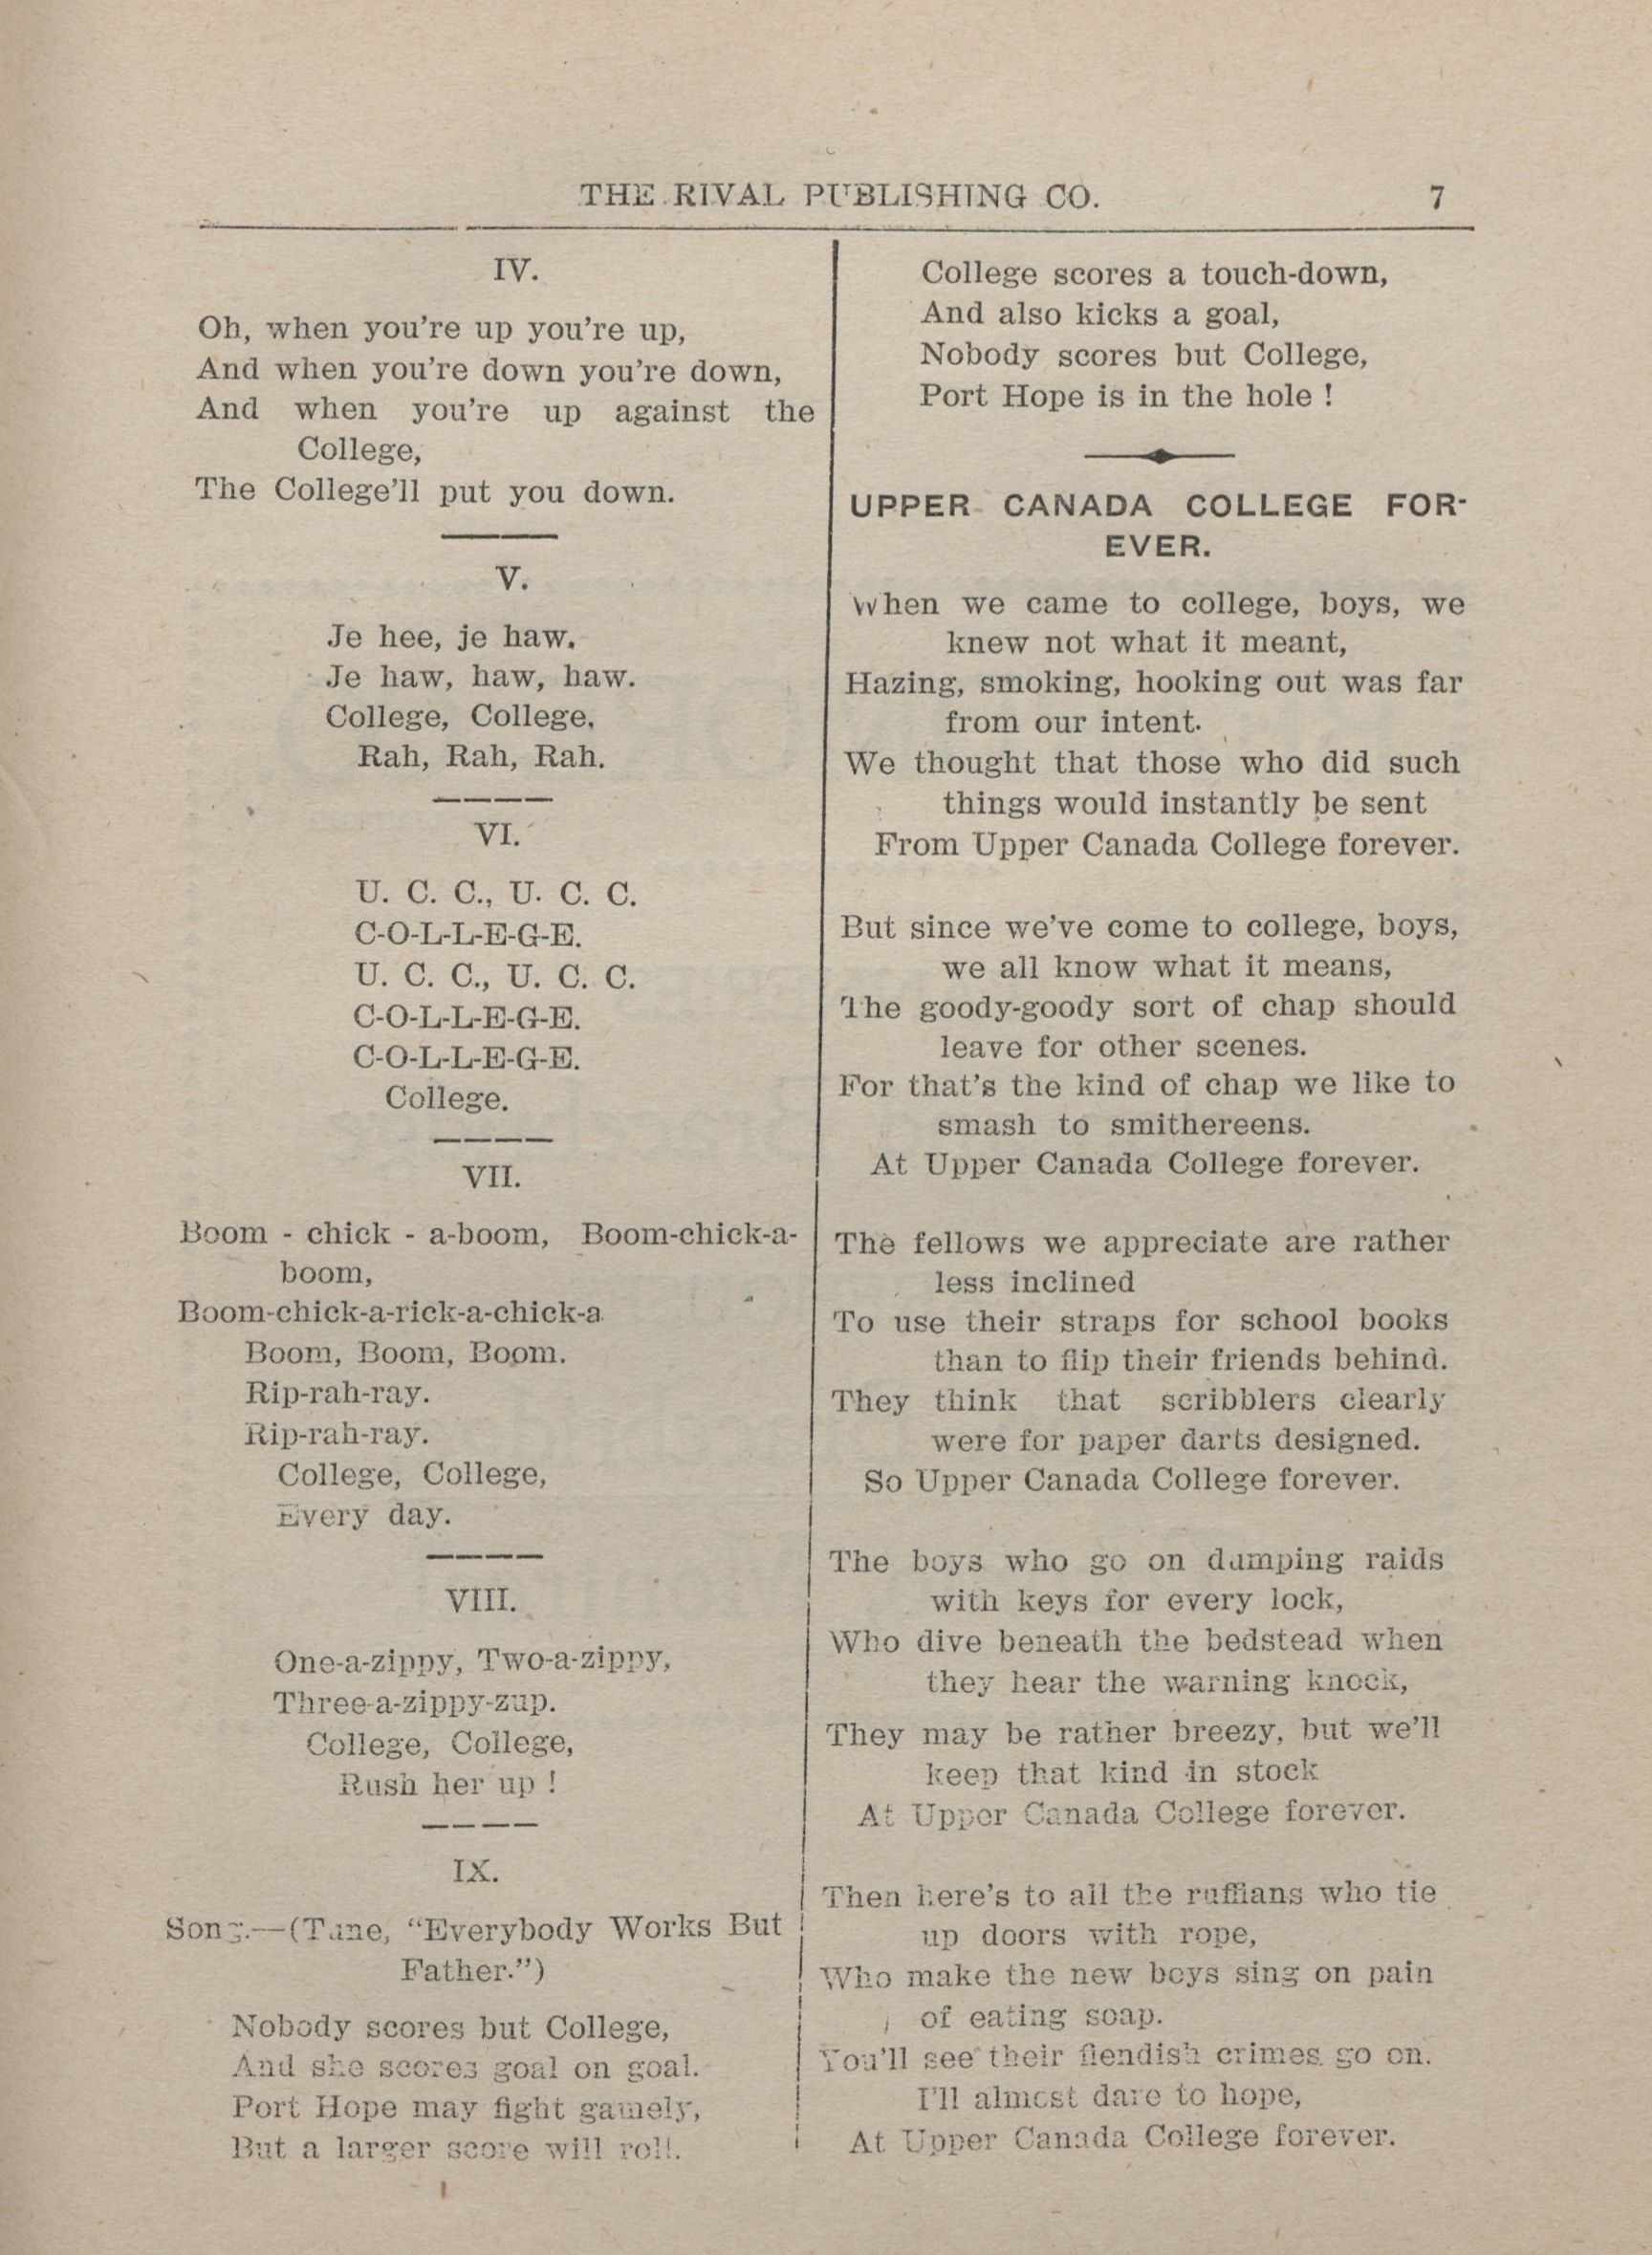 THE RIVAL PUBLISHING CO. 7
IV.
Oh, when you're up you're up,
And when you're down you're down,
And when you're up against the
College,
The College'll put you down.
V.
Je hee, je haw.
Je haw, haw, haw.
College, College.
Rah, Rah, Rah.
VI.
U. C. C., U. C. C.
C-O-L-L-E-G-E.
U. C. C., U. C. C.
C-O-L-L-E-G-E.
C-O-L-L-E-G-E.
College.
VII.
Boom - chick - a-boom, Boom-chick-a-
boom,
Boom-chick-a-rick-a-chick-a
Boom, Boom, Boom.
Rip-rah-ray.
Rip-rah-ray.
College, College,
Every day.
VIII.
One-a-zippy, Two-a-zippy,
Three-a-zippy-zup.
College, College,
Rush her up !
IX.
Song.—(Tune, “Everybody Works But
Father.”)
Nobody scores but College,
And she scores goal on goal.
Port Hope may fight gamely,
But a larger score will roll.
College scores a touch-down,
And also kicks a goal,
Nobody scores but College,
Port Hope is in the hole !
UPPER CANADA COLLEGE FOR-
EVER.
When we came to college, boys, we
knew not what it meant,
Hazing, smoking, hooking out was far
from our intent.
We thought that those who did such
things would instantly be sent
From Upper Canada College forever.
But since we've come to college, boys,
we all know what it means,
The goody-goody sort of chap should
leave for other scenes.
For that's the kind of chap we like to
smash to smithereens.
At Upper Canada College forever.
The fellows we appreciate are rather
less inclined
To use their straps for school books
than to flip their friends behind.
They think that scribblers clearly
were for paper darts designed.
So Upper Canada College forever.
The boys who go on dumping raids
with keys for every lock,
Who dive beneath the bedstead when
they hear the warning knock,
They may be rather breezy, but we'll
keep that kind in stock
At Upper Canada College forever.
Then here's to all the ruffians who tie
up doors with rope,
Who make the new boys sing on pain
of eating soap.
You'll see their fiendish crimes go on.
I'll almost dare to hope,
At Upper Canada College forever.